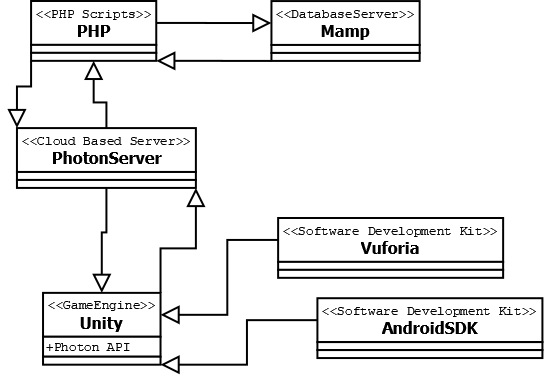 <<PHP Scripts>>
PHP
<<DatabaseServer>>
Mamp
<<Cloud Based Server>>
PhotonServer
<<Software Development Kit>>
Vuforia
<<GameEngine>>
Unity
+Photon API
<<Software Development Kit>>
AndroidSDK